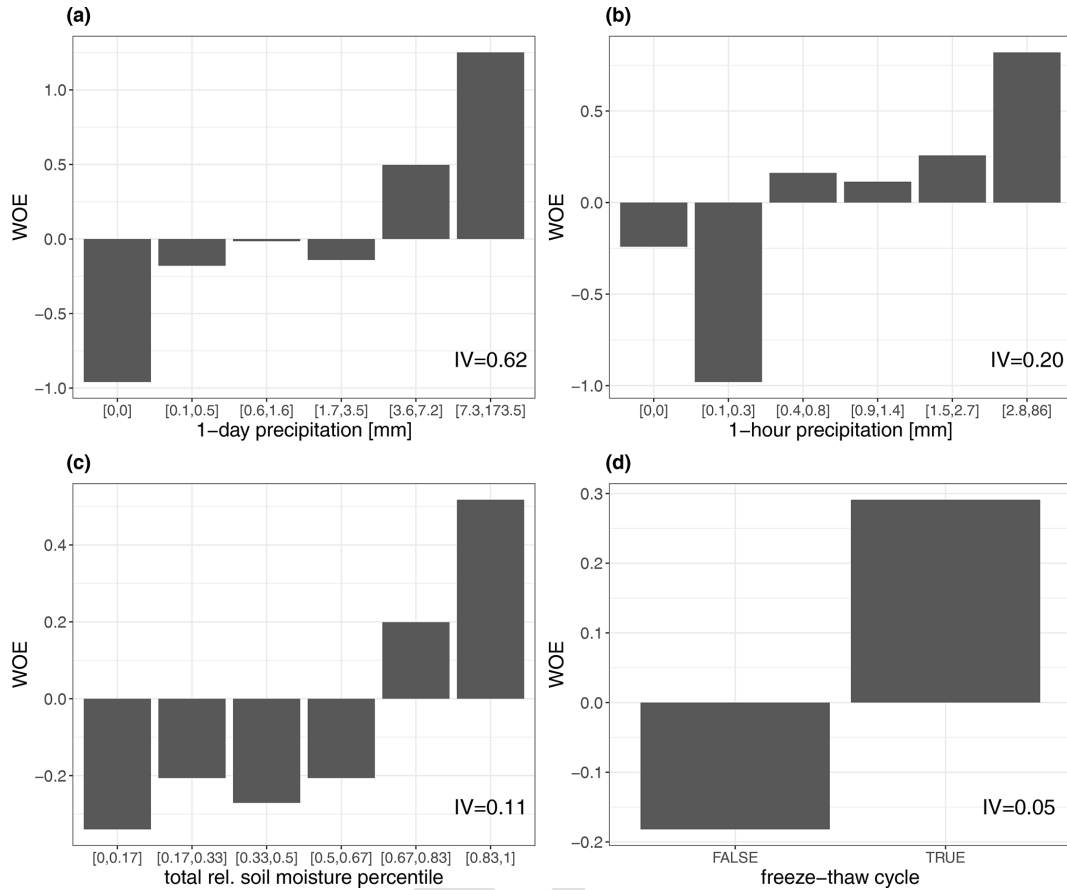 (a)
WOE
1.0
0.5
0.0
−0.5
−1.0
IV=0.62
[0,0] [0.1,0.5] [0.6,1.6] [1.7,3.5] [3.6,7.2] [7.3,173.5]
1−day precipitation [mm]
(b)
WOE
0.5
0.0
−0.5
−1.0
IV=0.20
[0,0] [0.1,0.3] [0.4,0.8] [0.9,1.4] [1.5,2.7] [2.8,86]
1−hour precipitation [mm]
(c)
WOE
0.4
0.2
0.0
−0.2
IV=0.11
[0,0.17] [0.17,0.33] [0.33,0.5] [0.5,0.67] [0.67,0.83] [0.83,1]
total rel. soil moisture percentile
(d)
WOE
0.3
0.2
0.1
0.0
−0.1
−0.2
IV=0.05
FALSE TRUE
freeze−thaw cycle